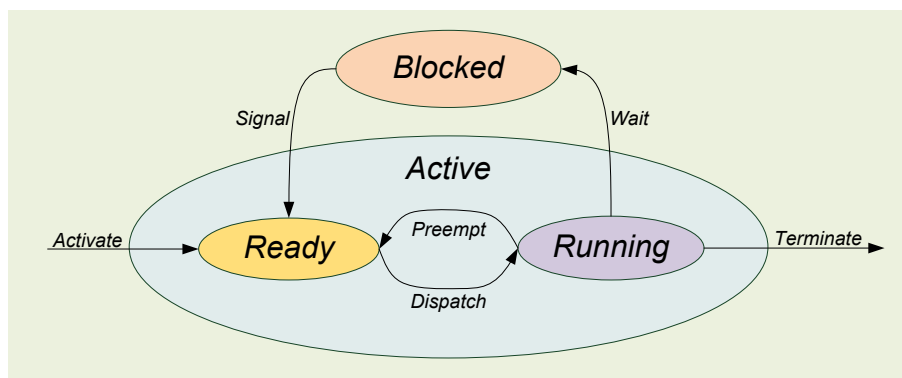 Blocked
Signal
Wait
Active
Activate
Ready
Preempt
Running
Terminate
Dispatch